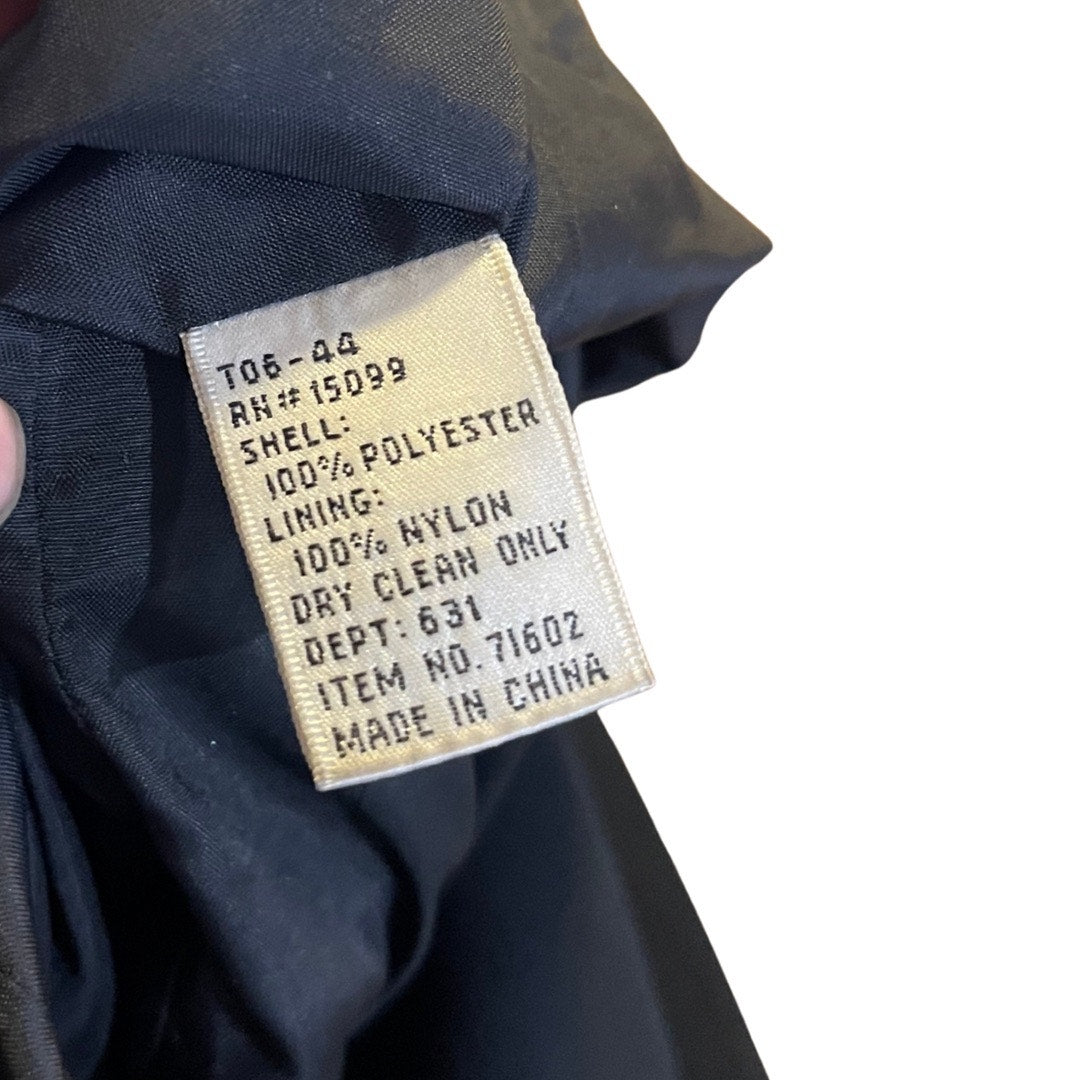 T06-44
RN#15099
SHELL:
100% POLYESTER
LINING:
100% NYLON
DRY CLEAN ONLY
DEPT: 631
ITEM NO. 71602
MADE IN CHINA